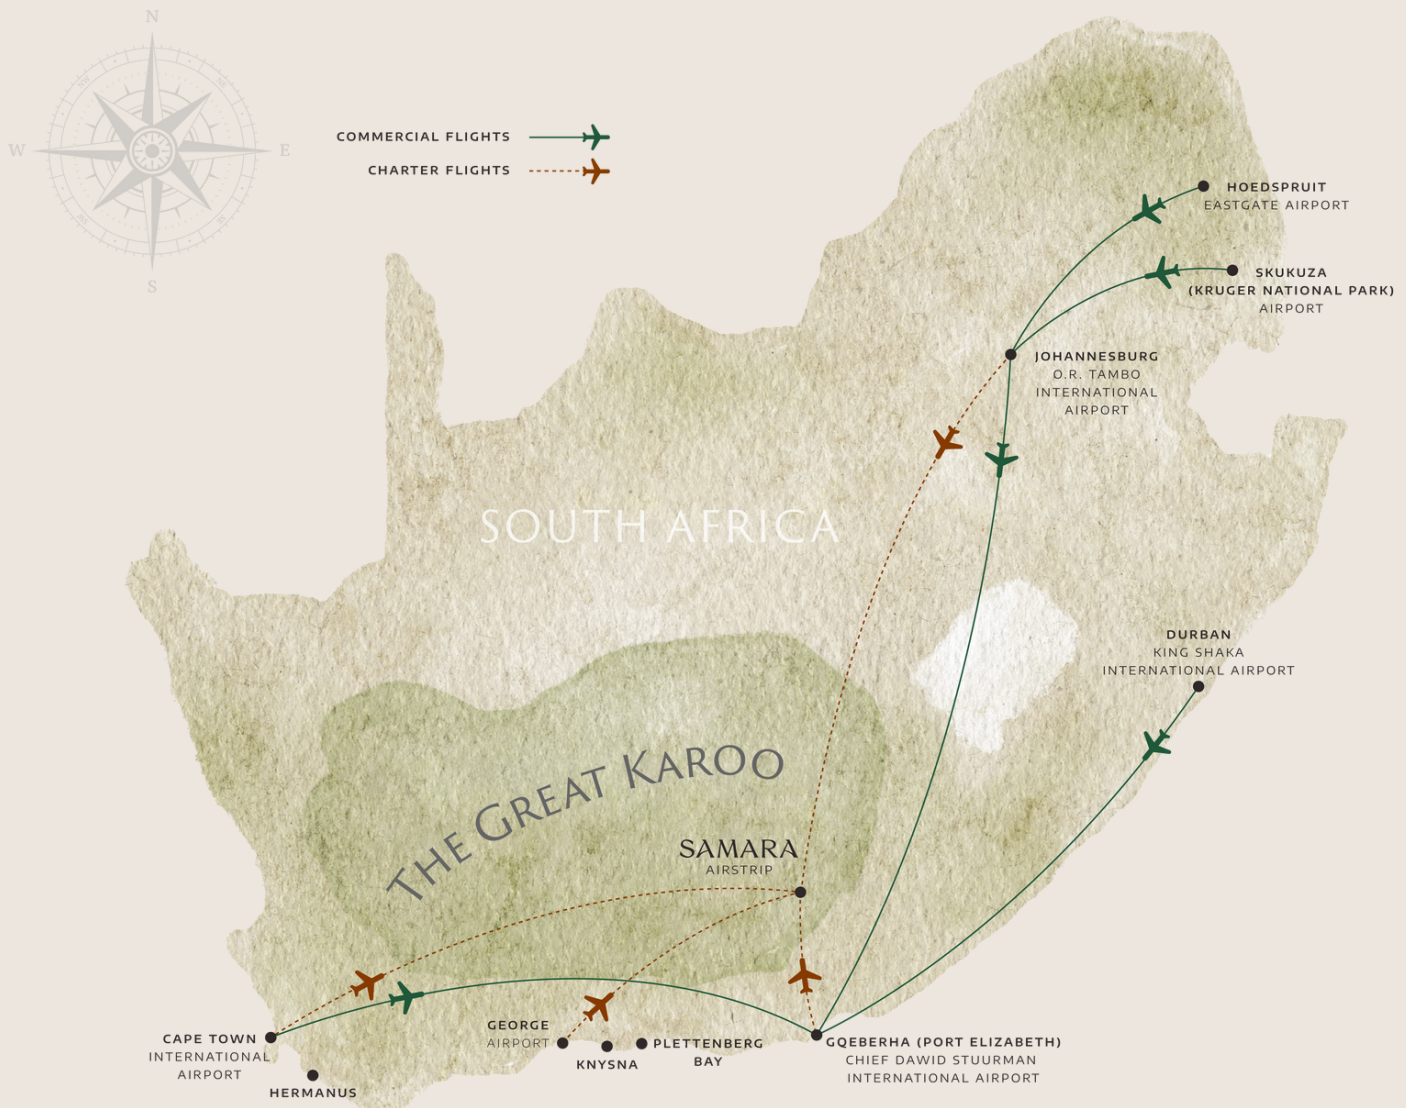 N
W
E
S
COMMERCIAL FLIGHTS
CHARTER FLIGHTS
HOEDSPRUIT
EASTGATE AIRPORT
SKUKUZA
(KRUGER NATIONAL PARK)
AIRPORT
JOHANNESBURG
O.R. TAMBO
INTERNATIONAL
AIRPORT
SOUTH AFRICA
DURBAN
KING SHAKA
INTERNATIONAL AIRPORT
THE GREAT KAROO
SAMARA
AIRSTRIP
CAPE TOWN
INTERNATIONAL
AIRPORT
HERMANUS
GEORGE
AIRPORT
KNYSNA
PLETTENBERG
BAY
GQEBERHA (PORT ELIZABETH)
CHIEF DAWID STUURMAN
INTERNATIONAL AIRPORT